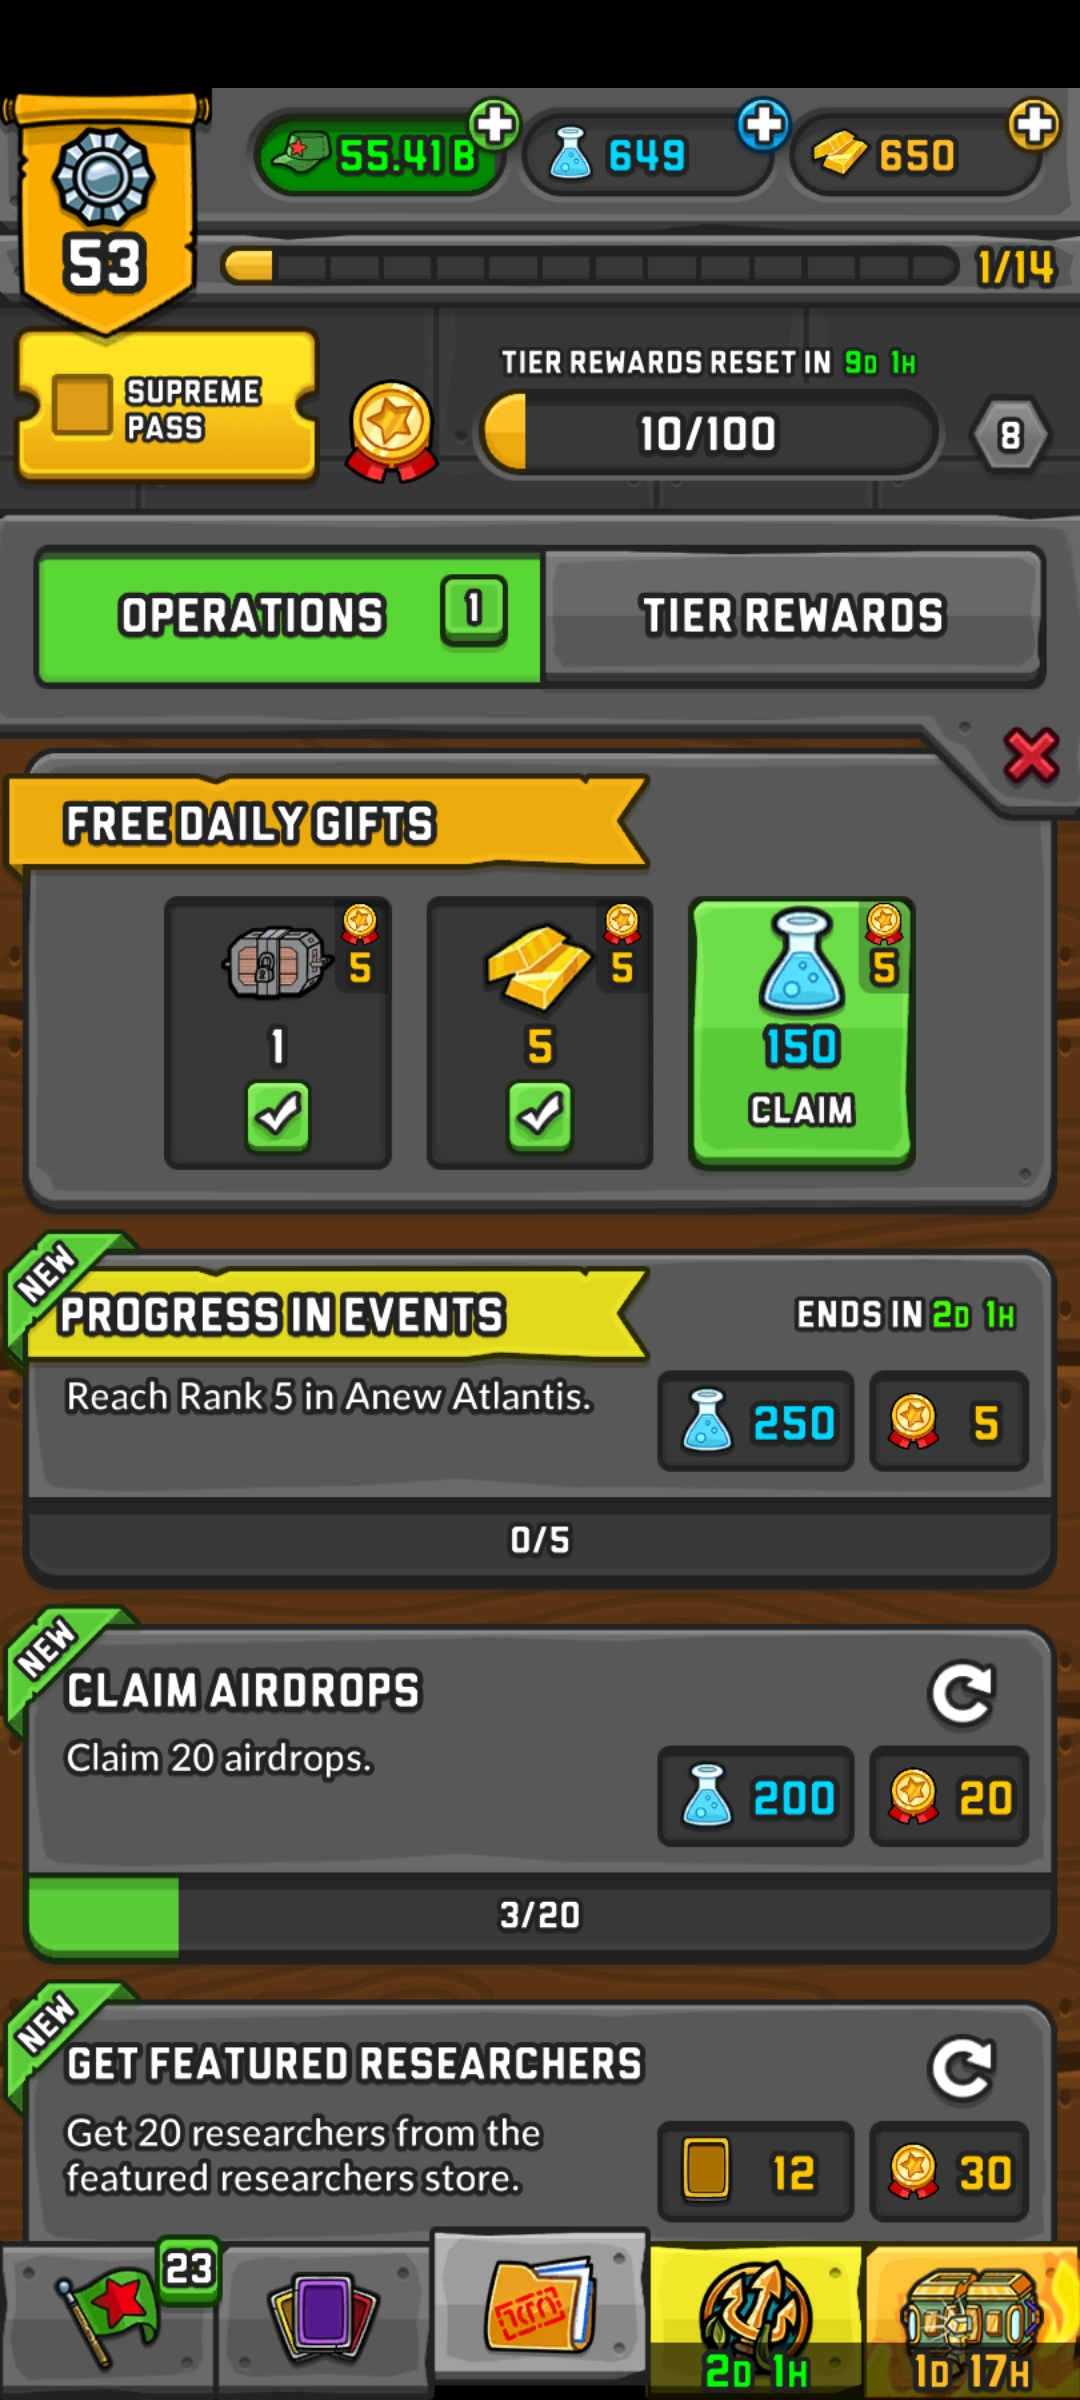 55.41 B
649
650
53
1/14
SUPREME
PASS
TIER REWARDS RESET IN 9D 1H
10/100
8
OPERATIONS 1
TIER REWARDS
FREE DAILY GIFTS
5
5
5
1
5
150
CLAIM
NEW
PROGRESS IN EVENTS
ENDS IN 2D 1H
Reach Rank 5 in Anew Atlantis.
250
5
0/5
NEW
CLAIM AIRDROPS
Claim 20 airdrops.
200
20
3/20
NEW
GET FEATURED RESEARCHERS
Get 20 researchers from the
featured researchers store.
12
30
23
2D 1H
1D 17H